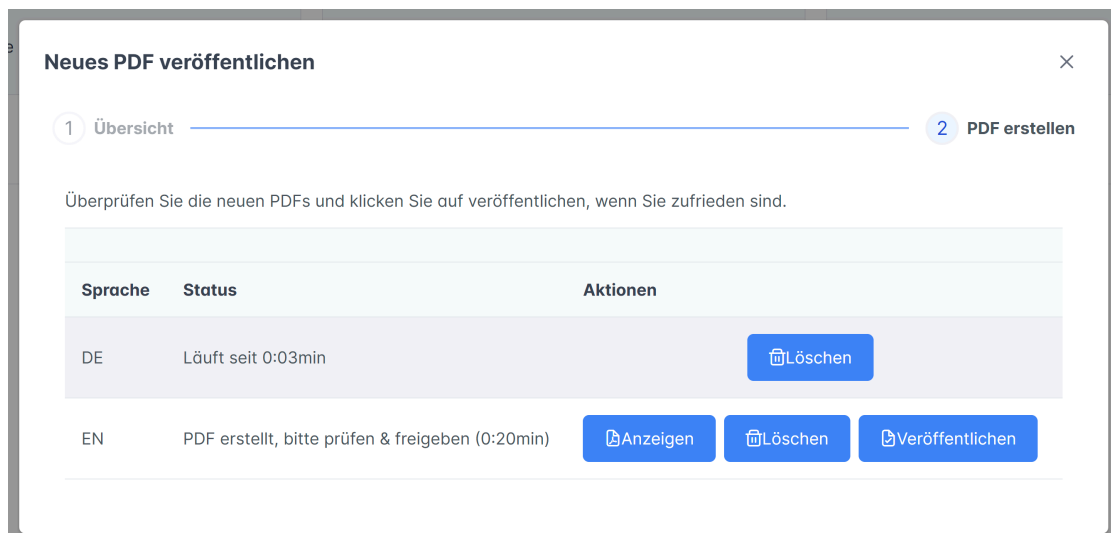 Neues PDF veröffentlichen
1 Übersicht 2 PDF erstellen
Überprüfen Sie die neuen PDFs und klicken Sie auf veröffentlichen, wenn Sie zufrieden sind.
Sprache Status Aktionen
DE Läuft seit 0:03min Löschen
EN PDF erstellt, bitte prüfen & freigeben (0:20min) Anzeigen Löschen Veröffentlichen